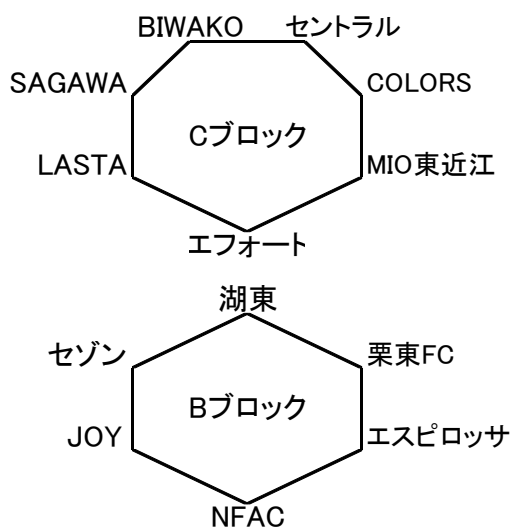 BIWAKO セントラル
SAGAWA COLORS
Cブロック
LASTA MIO東近江
エフォート
湖東
セゾン 栗東FC
Bブロック
JOY エスピロッサ
NFAC